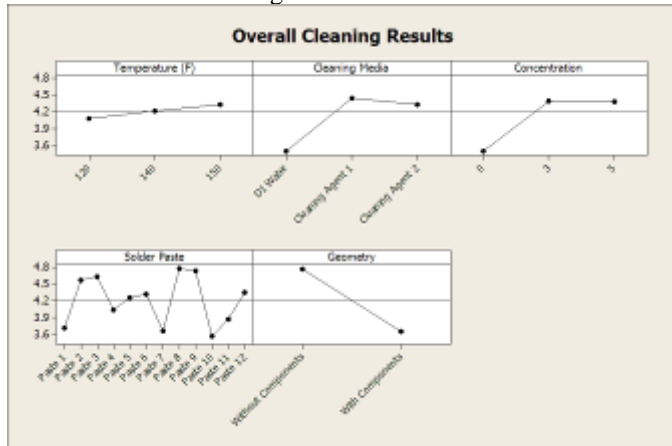 Overall Cleaning Results
Temperature (F) Cleaning Media Concentration
4.8
4.5
4.2
3.9
3.6
120 140 150 DI Water Cleaning Agent 1 Cleaning Agent 2 0 3 5
Solder Paste Geometry
4.8
4.5
4.2
3.9
3.6
Paste 1 Paste 2 Paste 3 Paste 4 Paste 5 Paste 6 Paste 7 Paste 8 Paste 9 Paste 10 Paste 11 Paste 12 Without Components With Components